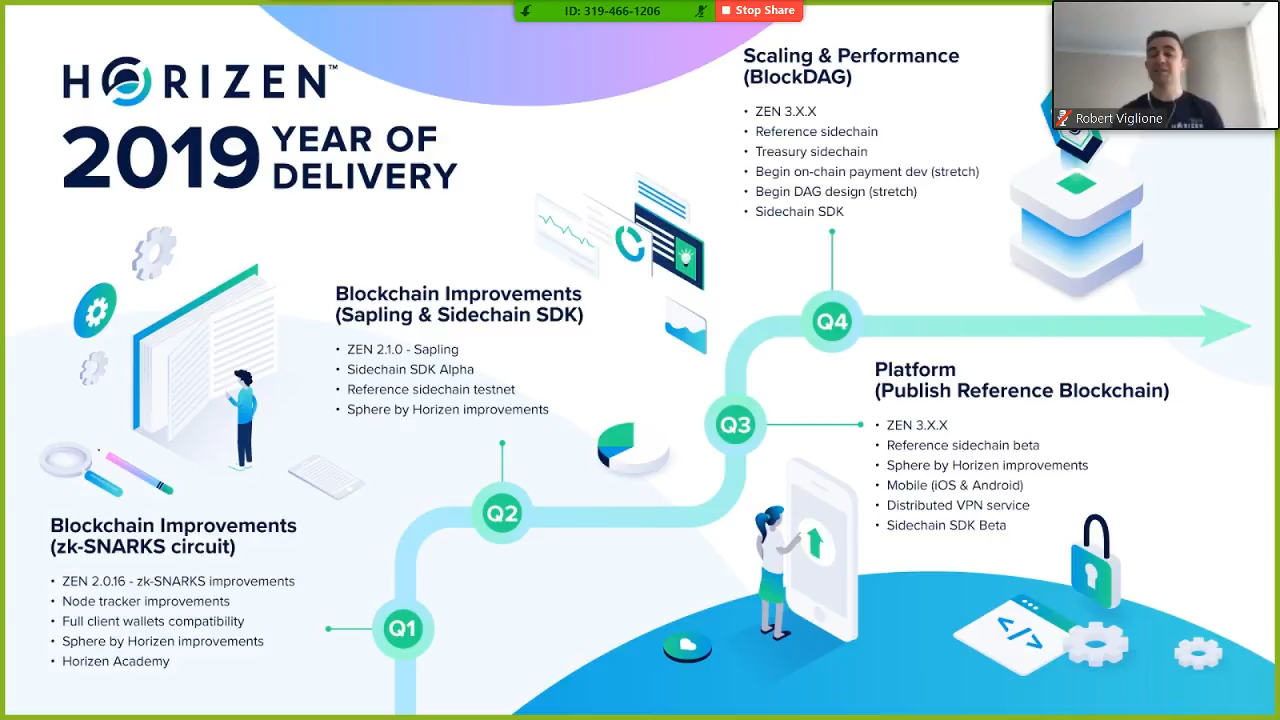 ID: 319-466-1206
Stop Share
Robert Viglione
HORIZEN™
2019 YEAR OF
DELIVERY
Blockchain Improvements
(zk-SNARKS circuit)
• ZEN 2.0.16 - zk-SNARKS improvements
• Node tracker improvements
• Full client wallets compatibility
• Sphere by Horizen improvements
• Horizen Academy
Q1
Blockchain Improvements
(Sapling & Sidechain SDK)
• ZEN 2.1.0 - Sapling
• Sidechain SDK Alpha
• Reference sidechain testnet
• Sphere by Horizen improvements
Q2
Platform
(Publish Reference Blockchain)
• ZEN 3.X.X
• Reference sidechain beta
• Sphere by Horizen improvements
• Mobile (iOS & Android)
• Distributed VPN service
• Sidechain SDK Beta
Q3
Scaling & Performance
(BlockDAG)
• ZEN 3.X.X
• Reference sidechain
• Treasury sidechain
• Begin on-chain payment dev (stretch)
• Begin DAG design (stretch)
• Sidechain SDK
Q4